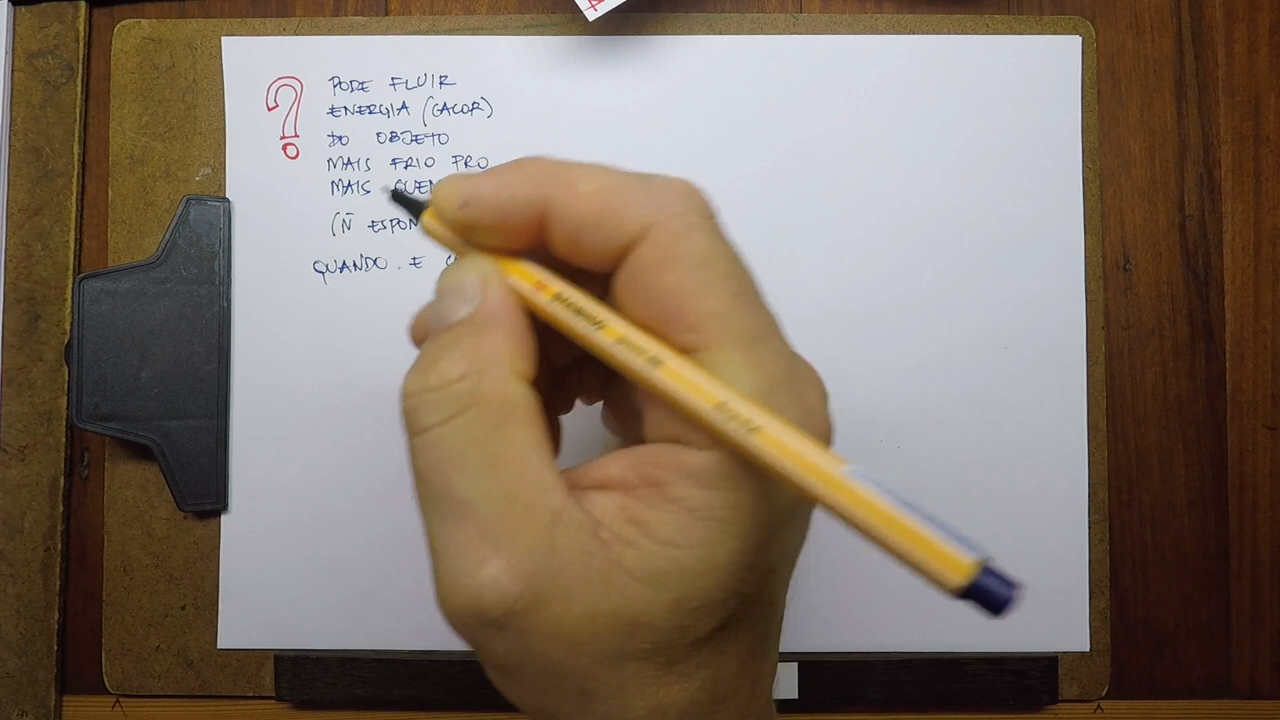 ?
PODE FLUIR
ENERGIA (CALOR)
DO OBJETO
MAIS FRIO PRO
MAIS
(Ñ
QUANDO. E